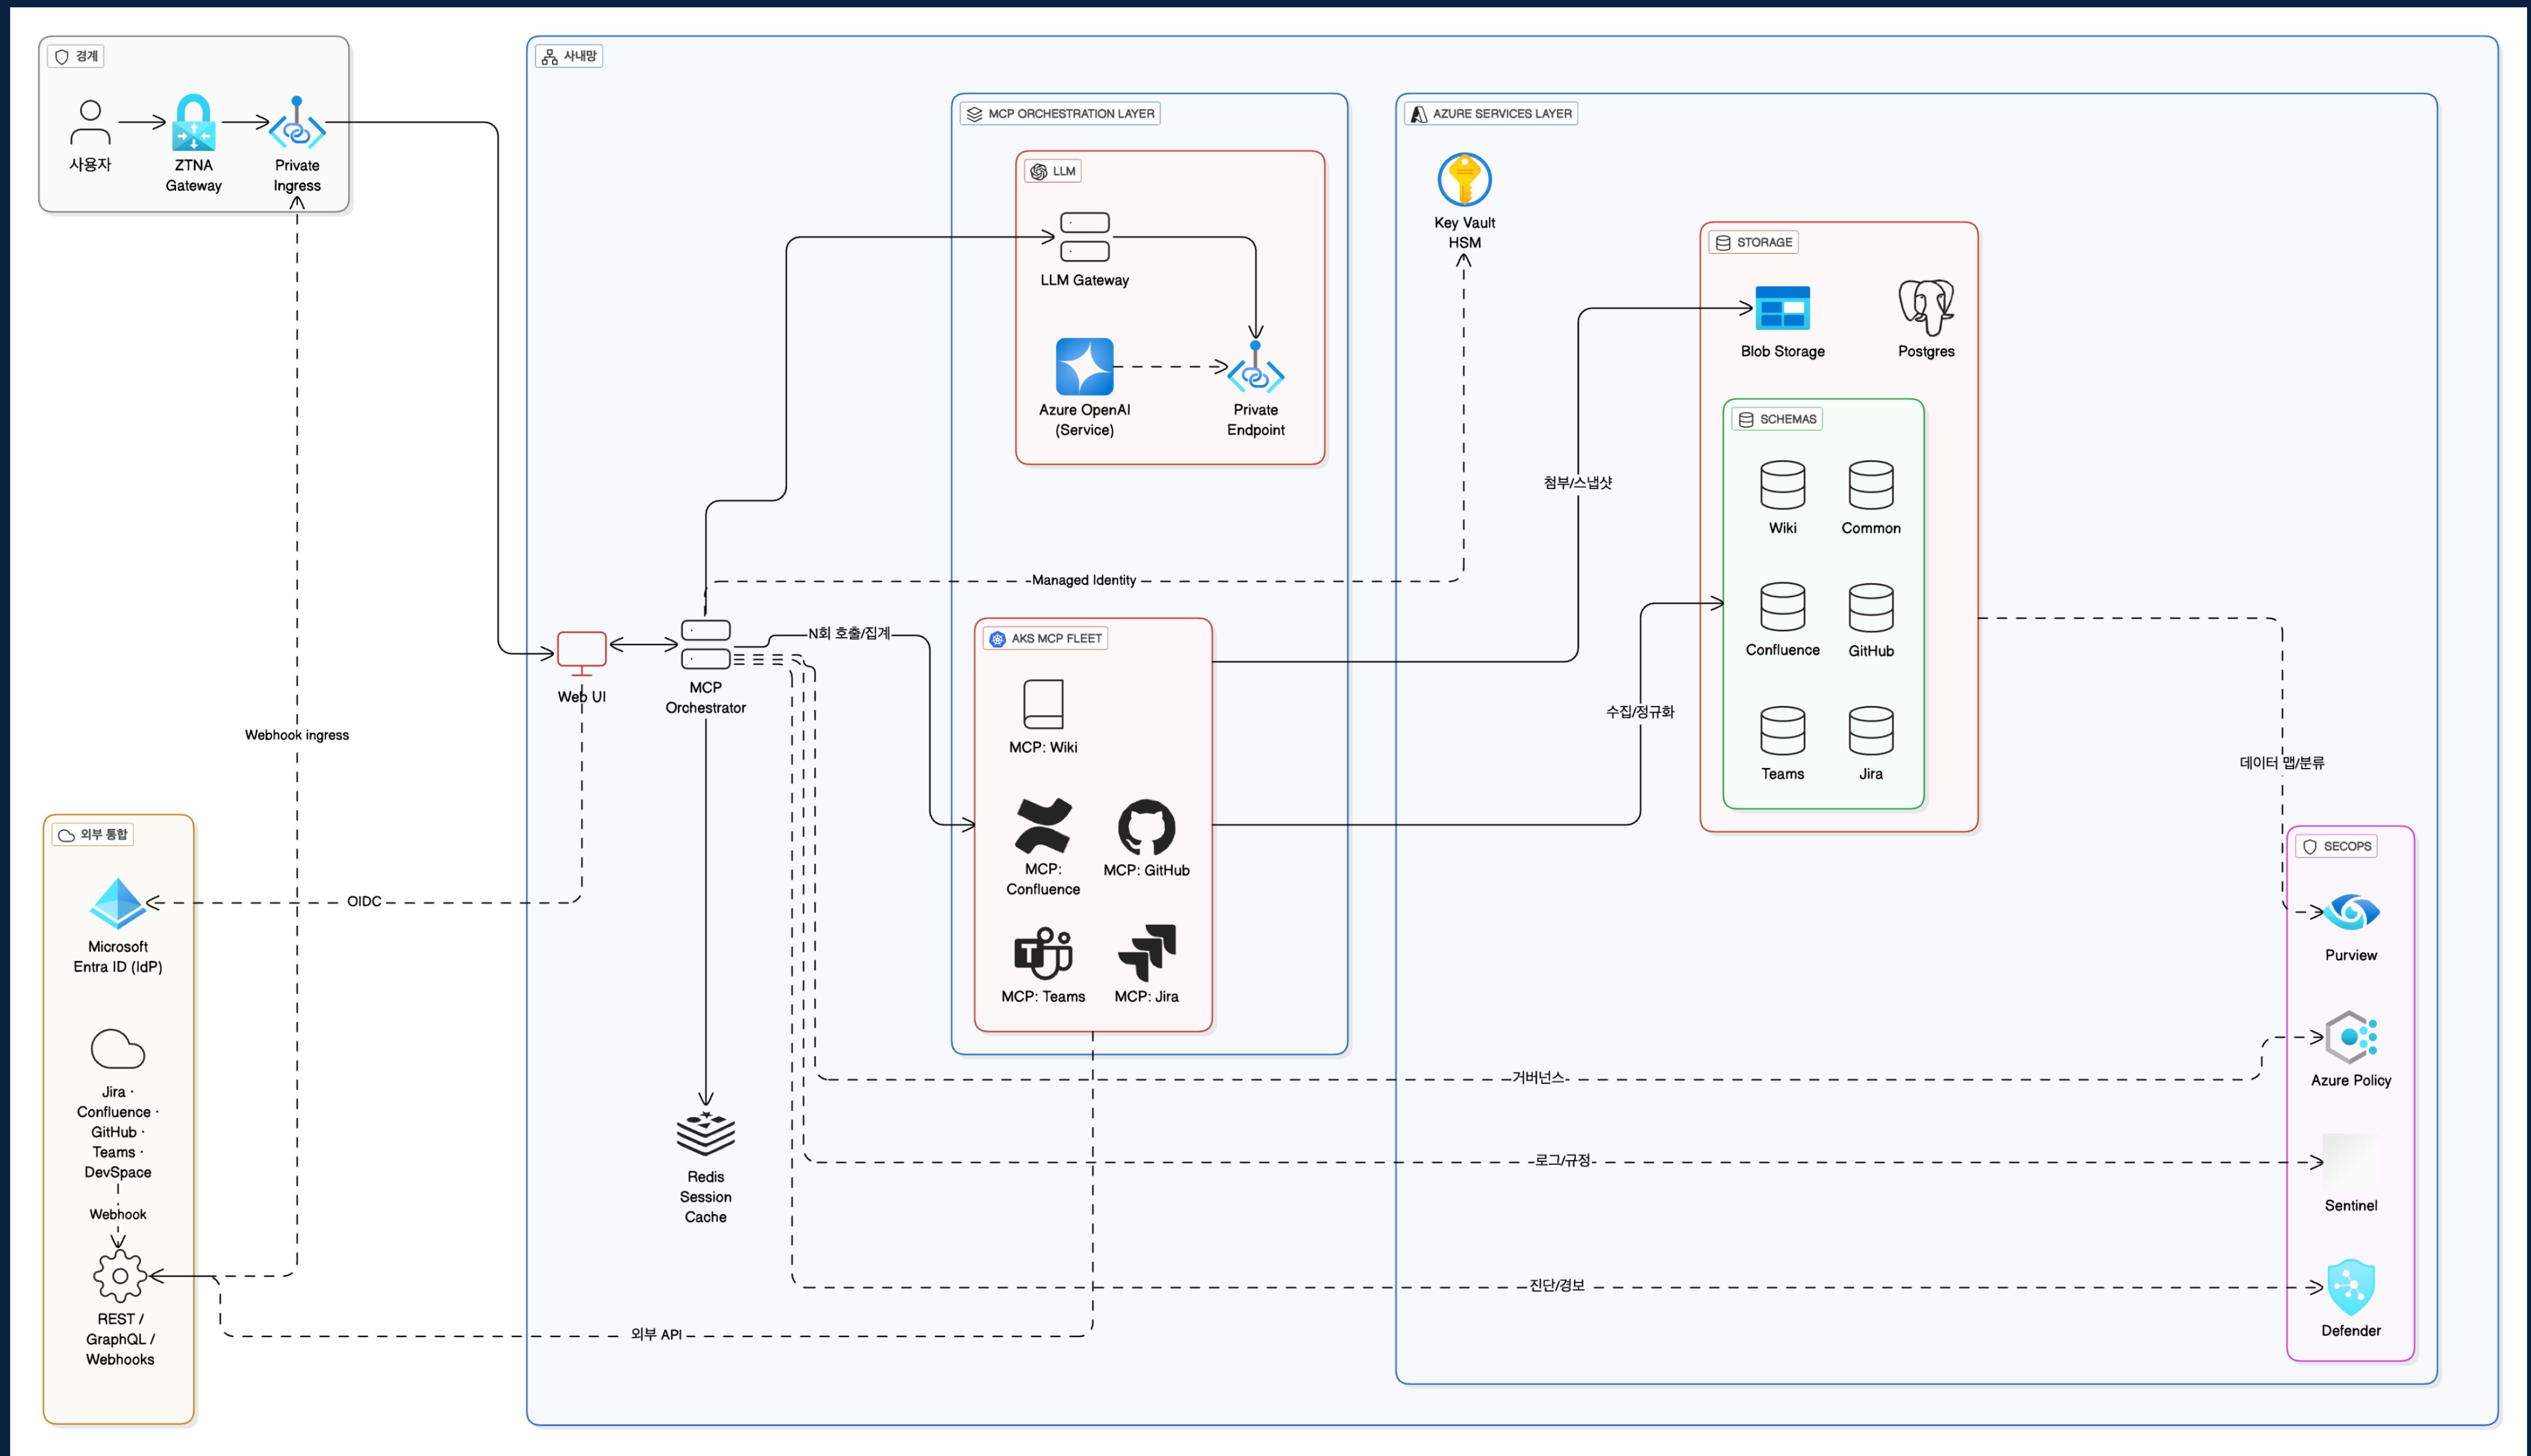 경계
사용자
ZTNA
Gateway
Private
Ingress
사내망
MCP ORCHESTRATION LAYER
LLM
LLM Gateway
Azure OpenAI
(Service)
Private
Endpoint
AZURE SERVICES LAYER
Key Vault
HSM
STORAGE
Blob Storage
Postgres
SCHEMAS
Wiki
Common
Confluence
GitHub
Teams
Jira
첨부/스냅샷
수집/정규화
Managed Identity
Web UI
MCP
Orchestrator
N회 호출/집계
AKS MCP FLEET
MCP: Wiki
MCP:
Confluence
MCP: GitHub
MCP: Teams
MCP: Jira
Webhook ingress
OIDC
외부 통합
Microsoft
Entra ID (IdP)
Jira ·
Confluence ·
GitHub ·
Teams ·
DevSpace
Webhook
REST /
GraphQL /
Webhooks
Redis
Session
Cache
외부 API
거버넌스
로그/규정
진단/경보
데이터 맵/분류
SECOPS
Purview
Azure Policy
Sentinel
Defender